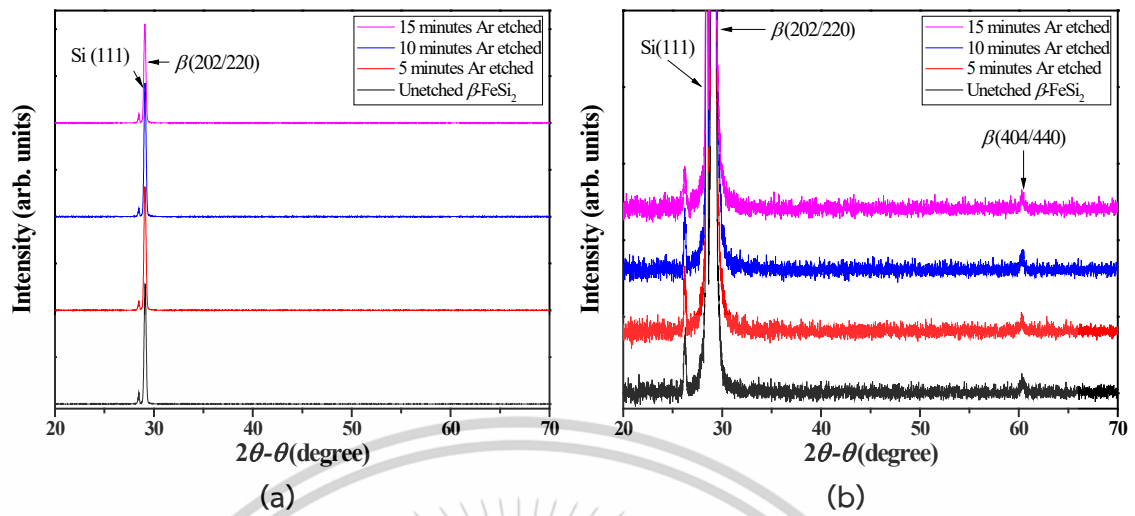 15 minutes Ar etched
10 minutes Ar etched
5 minutes Ar etched
Unetched β-FeSi₂
Si (111)
β(202/220)
Intensity (arb. units)
20 30 40 50 60 70
2θ-θ(degree)
(a)
15 minutes Ar etched
10 minutes Ar etched
5 minutes Ar etched
Unetched β-FeSi₂
β(202/220)
Si(111)
β(404/440)
Intensity (arb. units)
20 30 40 50 60 70
2θ-θ(degree)
(b)